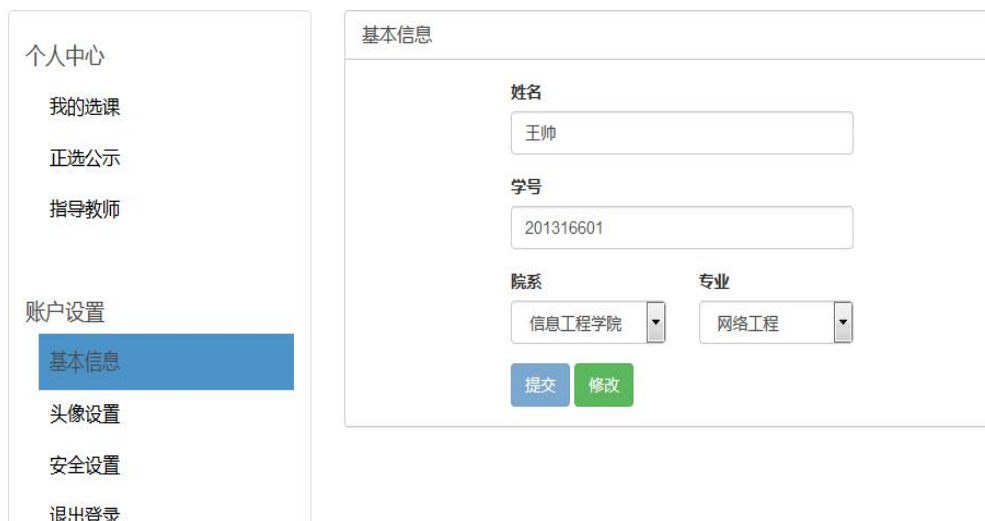 个人中心
我的选课
正选公示
指导教师
账户设置
基本信息
头像设置
安全设置
退出登录
基本信息
姓名
王帅
学号
201316601
院系 专业
信息工程学院 网络工程
提交 修改